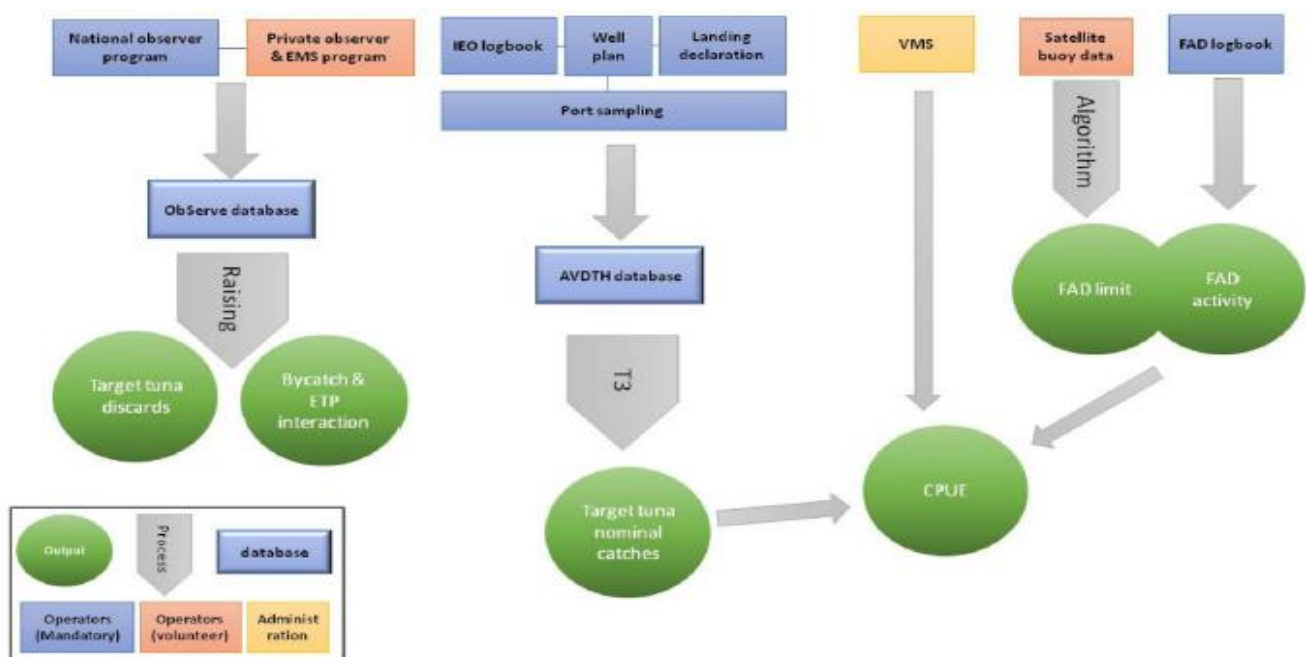 National observer
program
Private observer
& EMS program
IEO logbook
Well
plan
Landing
declaration
VMS
Satellite
buoy data
FAD logbook
Port sampling
Algorithm
ObServe database
Raising
AVDTH database
FAD limit
FAD
activity
Target tuna
discards
Bycatch &
ETP
interaction
T3
CPUE
Target tuna
nominal
catches
Output
Process
database
Operators
(Mandatory)
Operators
(volunteer)
Administ
ration